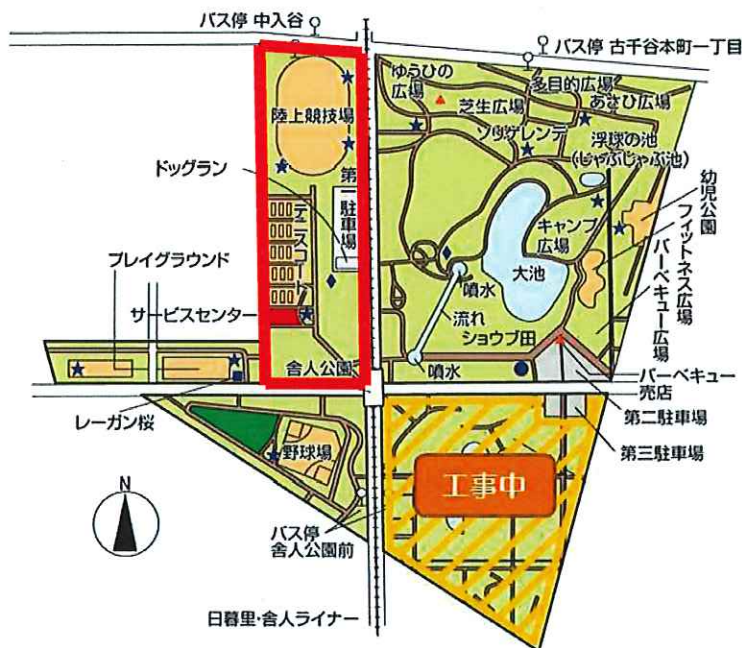 バス停 中入谷
バス停 古千谷本町一丁目
ゆうひの
広場
多目的広場
あさひ広場
芝生広場
ソリゲレンデ
浮球の池
(じゃぶじゃぶ池)
陸上競技場
ドッグラン
第一駐車場
テニスコート
キャンプ
広場
大池
幼児公園
フィットネス広場
バーベキュー広場
プレイグラウンド
サービスセンター
噴水
流れ
ショウブ田
舎人公園
噴水
バーベキュー
売店
レーガン桜
第二駐車場
野球場
第三駐車場
工事中
N
バス停
舎人公園前
日暮里・舎人ライナー